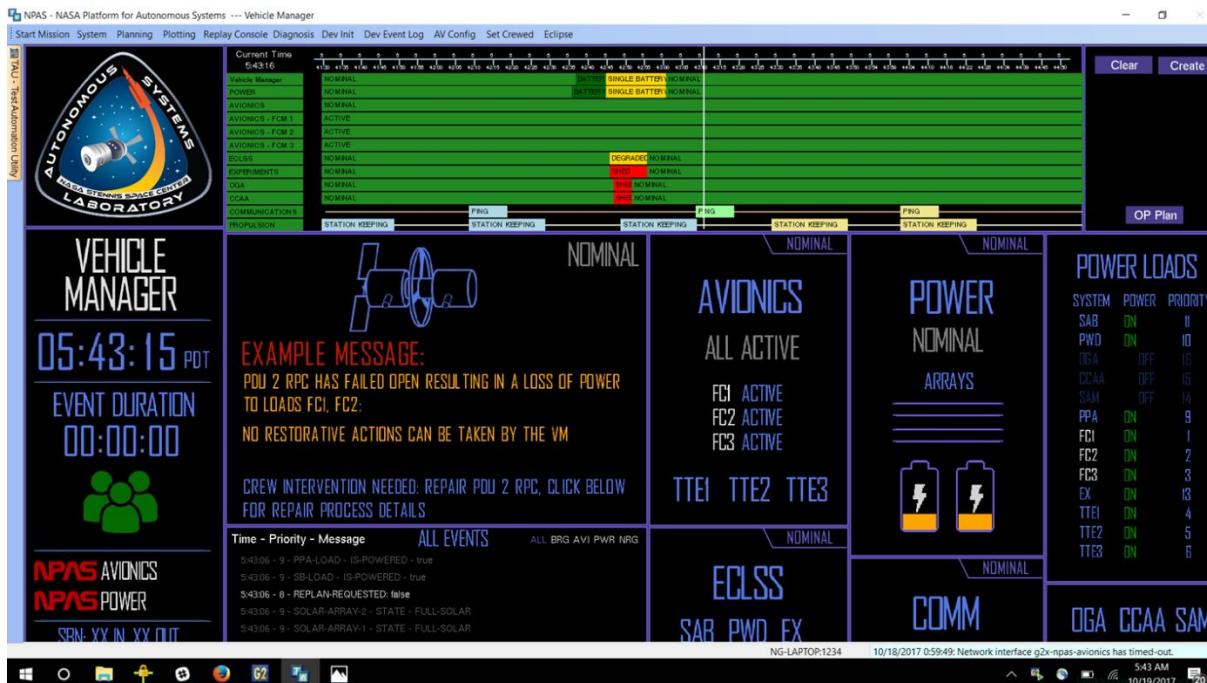 NPAS - NASA Platform for Autonomous Systems --- Vehicle Manager
Start Mission System Planning Plotting Replay Console Diagnosis Dev Init Dev Event Log AV Config Set Crewed Eclipse
TAU - Test Automation Utility
AUTONOMOUS SYSTEMS
NASA STENNIS SPACE CENTER
LABORATORY
Current Time
5:43:16
Vehicle Manager NOMINAL BATTER SINGLE BATTER NOMINAL
POWER NOMINAL BATTER SINGLE BATTER NOMINAL
AVIONICS NOMINAL
AVIONICS - FCM 1 ACTIVE
AVIONICS - FCM 2 ACTIVE
AVIONICS - FCM 3 ACTIVE
ECLSS NOMINAL DEGRADED NOMINAL
EXPERIMENTS NOMINAL SHED NOMINAL
OGA NOMINAL SHED NOMINAL
CCAA NOMINAL SHED NOMINAL
COMMUNICATIONS PING PING PING
PROPULSION STATION KEEPING STATION KEEPING STATION KEEPING STATION KEEPING STATION KEEPING
Clear Create
OP Plan
VEHICLE
MANAGER
05:43:15 PDT
EVENT DURATION
00:00:00
NPAS AVIONICS
NPAS POWER
SBN: XX IN XX OUT
NOMINAL
EXAMPLE MESSAGE:
PDU 2 RPC HAS FAILED OPEN RESULTING IN A LOSS OF POWER
TO LOADS FC1, FC2:
NO RESTORATIVE ACTIONS CAN BE TAKEN BY THE VM
CREW INTERVENTION NEEDED: REPAIR PDU 2 RPC, CLICK BELOW
FOR REPAIR PROCESS DETAILS
Time - Priority - Message ALL EVENTS ALL BRG AVI PWR NRG
5:43:06 - 9 - PPA-LOAD - IS-POWERED - true
5:43:06 - 9 - SB-LOAD - IS-POWERED - true
5:43:06 - 8 - REPLAN-REQUESTED: false
5:43:06 - 9 - SOLAR-ARRAY-2 - STATE - FULL-SOLAR
5:43:06 - 9 - SOLAR-ARRAY-1 - STATE - FULL-SOLAR
NOMINAL
AVIONICS
ALL ACTIVE
FC1 ACTIVE
FC2 ACTIVE
FC3 ACTIVE
TTE1 TTE2 TTE3
NOMINAL
ECLSS
SAB PWD EX
NOMINAL
POWER
NOMINAL
ARRAYS
NOMINAL
COMM
POWER LOADS
SYSTEM POWER PRIORITY
SAB ON 11
PWD ON 10
OGA OFF 16
CCAA OFF 15
SAM OFF 14
PPA ON 9
FC1 ON 1
FC2 ON 2
FC3 ON 3
EX ON 13
TTE1 ON 4
TTE2 ON 5
TTE3 ON 6
OGA CCAA SAM
NG-LAPTOP:1234 10/18/2017 0:59:49: Network interface g2x-npas-avionics has timed-out.
G2
5:43 AM
10/19/2017
20